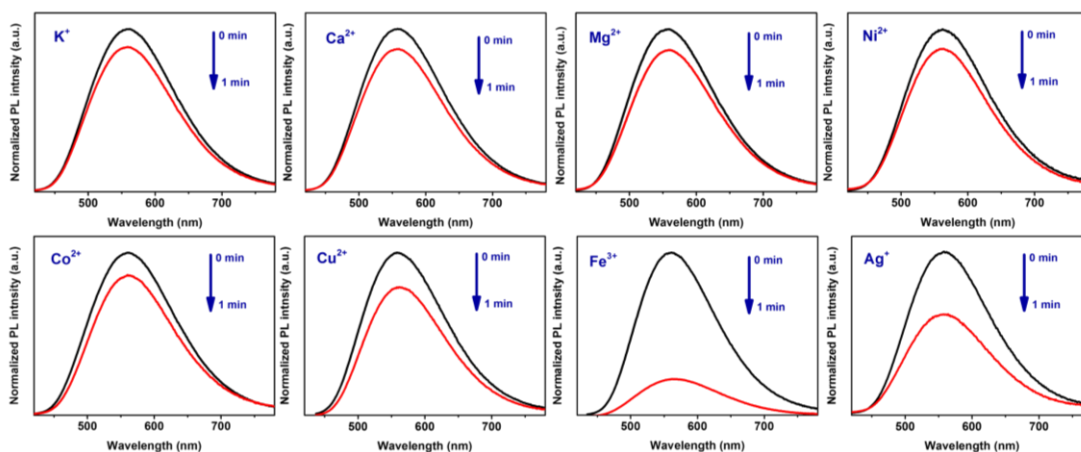 K⁺
0 min
1 min
Normalized PL intnsity (a.u.)
500 600 700
Wavelength (nm)
Ca²⁺
0 min
1 min
Normalized PL intnsity (a.u.)
500 600 700
Wavelength (nm)
Mg²⁺
0 min
1 min
Normalized PL intnsity (a.u.)
500 600 700
Wavelength (nm)
Ni²⁺
0 min
1 min
Normalized PL intnsity (a.u.)
500 600 700
Wavelength (nm)
Co²⁺
0 min
1 min
Normalized PL intnsity (a.u.)
500 600 700
Wavelength (nm)
Cu²⁺
0 min
1 min
Normalized PL intnsity (a.u.)
500 600 700
Wavelength (nm)
Fe³⁺
0 min
1 min
Normalized PL intnsity (a.u.)
500 600 700
Wavelength (nm)
Ag⁺
0 min
1 min
Normalized PL intnsity (a.u.)
500 600 700
Wavelength (nm)